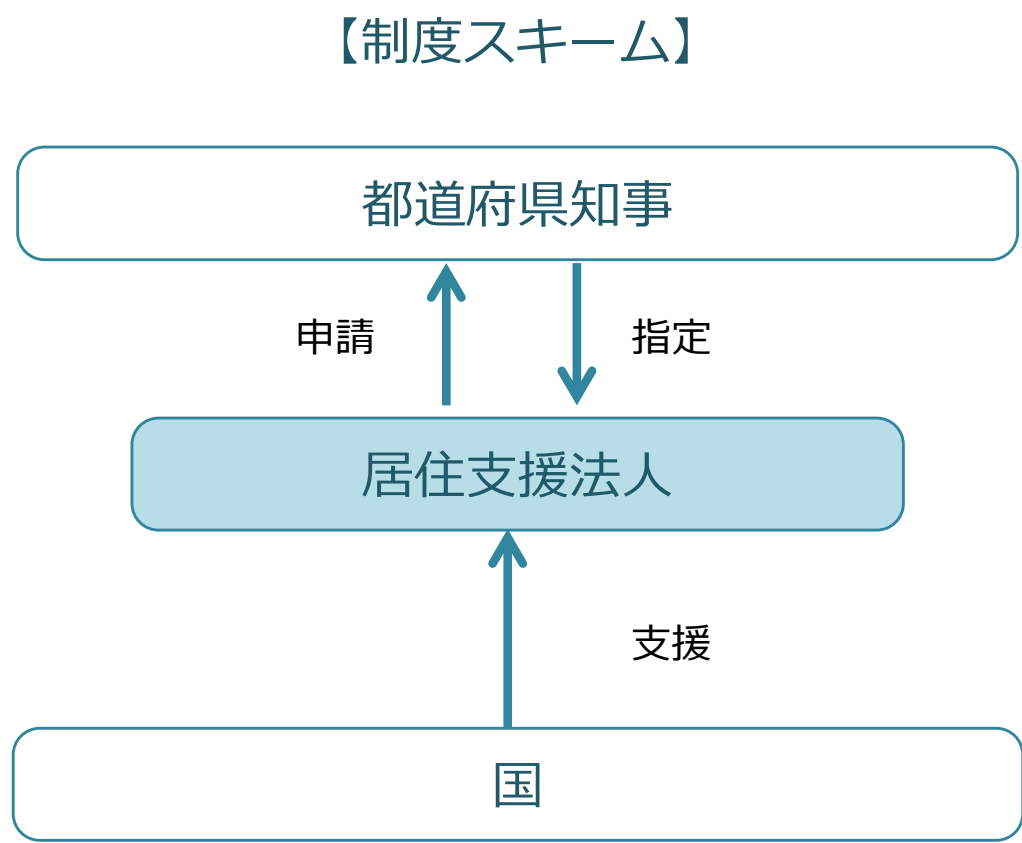 【制度スキーム】
都道府県知事
申請
指定
居住支援法人
支援
国